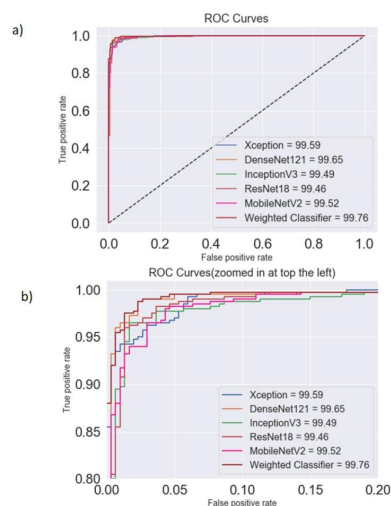 a)
ROC Curves
1.0
0.8
0.6
0.4
0.2
0.0
True positive rate
Xception = 99.59
DenseNet121 = 99.65
InceptionV3 = 99.49
ResNet18 = 99.46
MobileNetV2 = 99.52
Weighted Classifier = 99.76
0.0 0.2 0.4 0.6 0.8 1.0
False positive rate
b)
ROC Curves(zoomed in at top the left)
1.00
0.95
0.90
0.85
0.80
True positive rate
Xception = 99.59
DenseNet121 = 99.65
InceptionV3 = 99.49
ResNet18 = 99.46
MobileNetV2 = 99.52
Weighted Classifier = 99.76
0.00 0.05 0.10 0.15 0.20
False positive rate